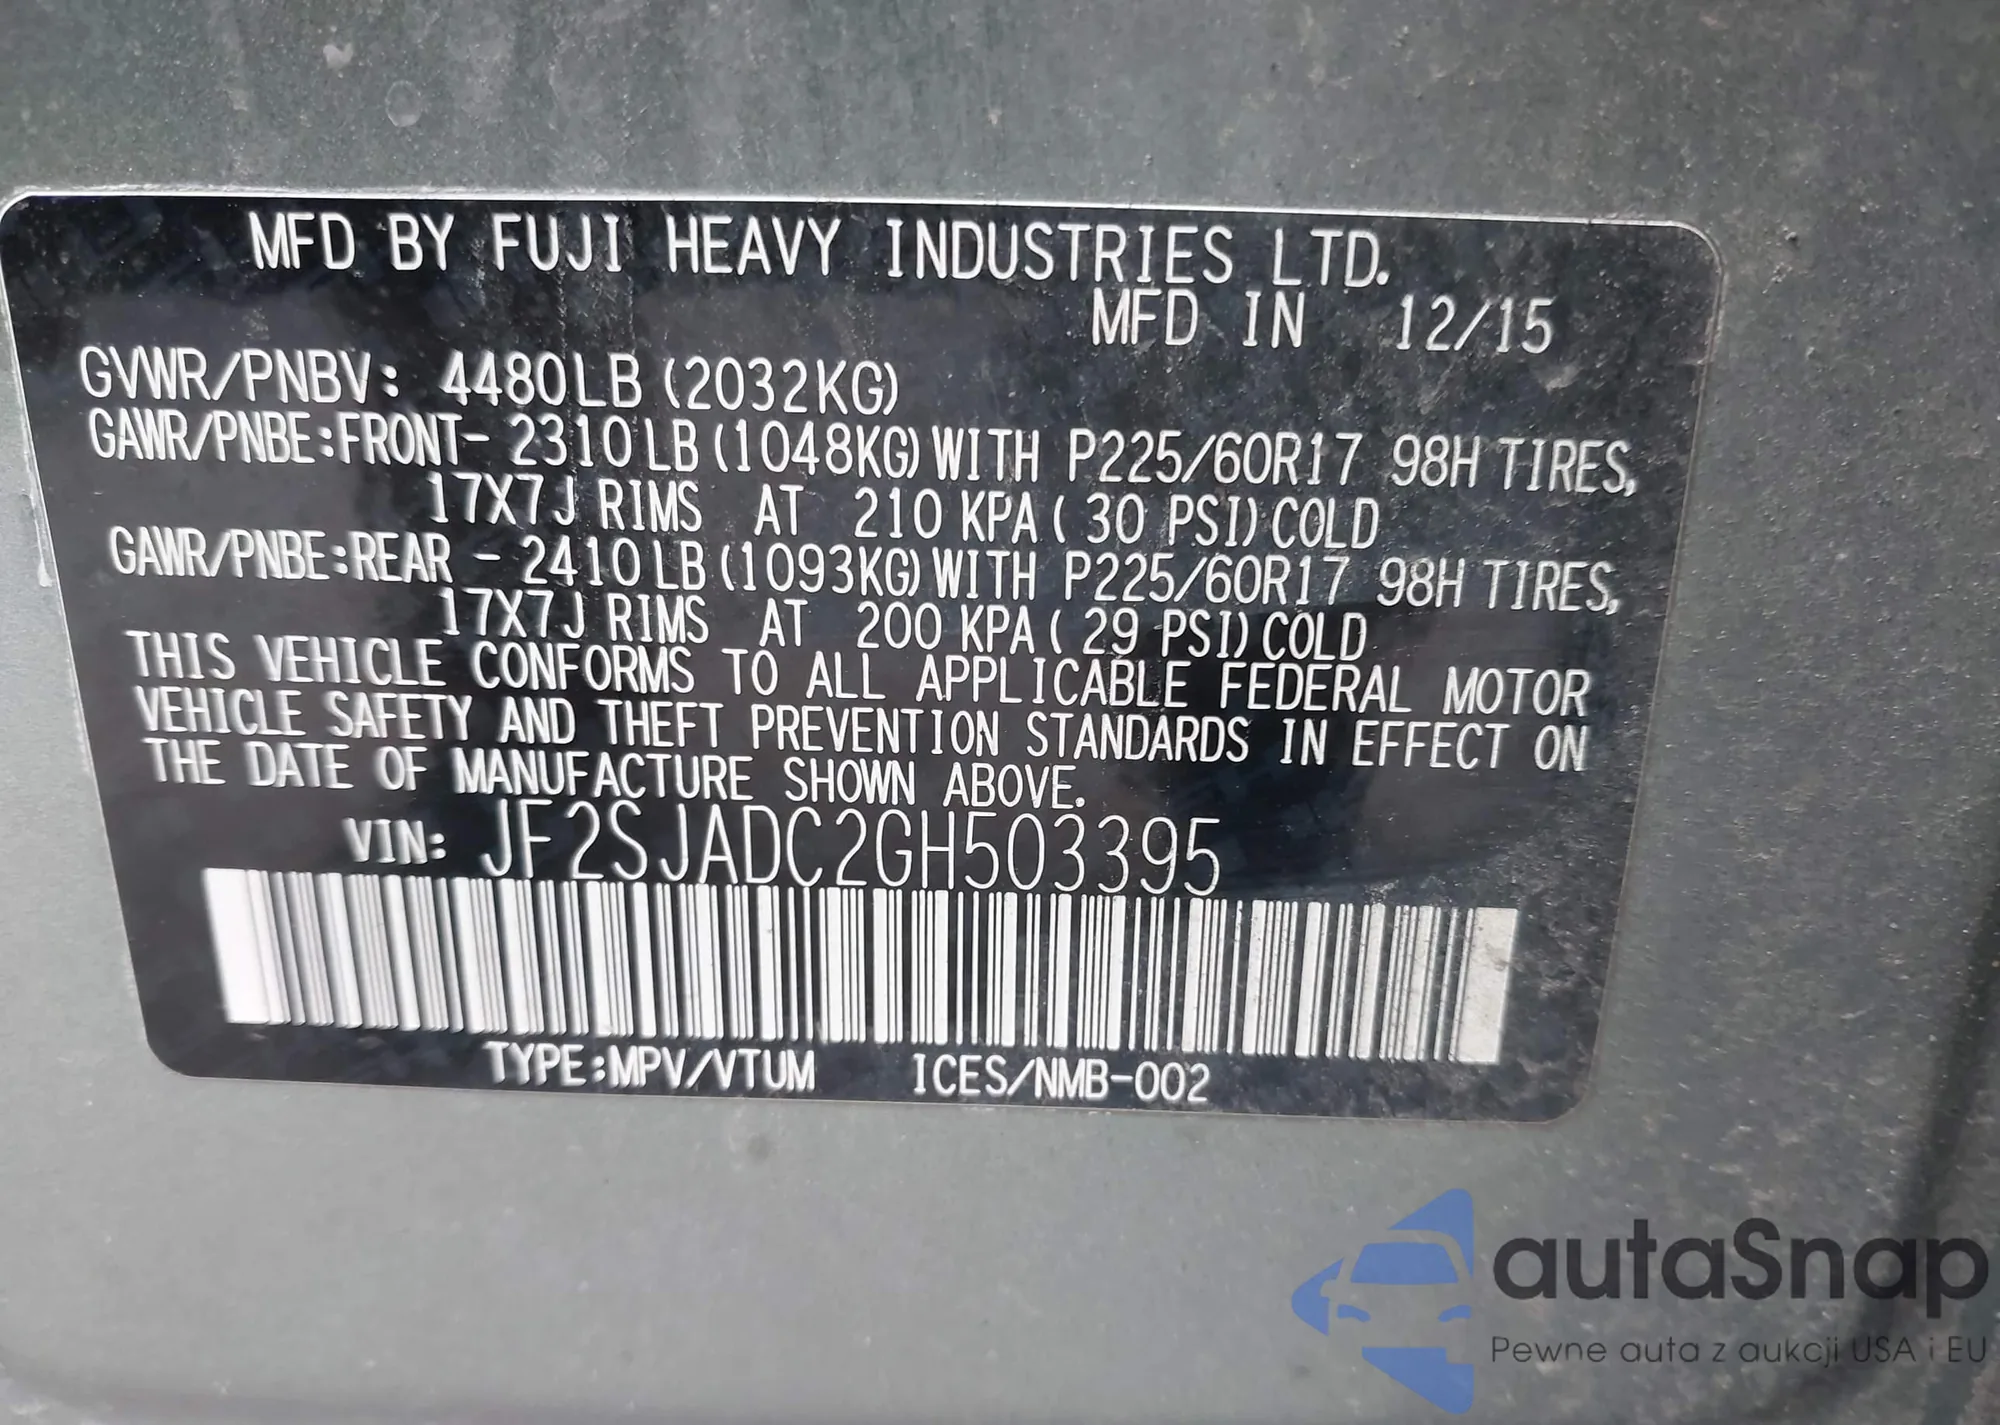 MFD BY FUJI HEAVY INDUSTRIES LTD.
MFD IN 12/15
GVWR/PNBV: 4480LB (2032KG)
GAWR/PNBE:FRONT- 2310LB(1048KG)WITH P225/60R17 98H TIRES,
17X7J RIMS AT 210 KPA( 30 PSI)COLD
GAWR/PNBE:REAR - 2410LB(1093KG)WITH P225/60R17 98H TIRES,
17X7J RIMS AT 200 KPA( 29 PSI)COLD
THIS VEHICLE CONFORMS TO ALL APPLICABLE FEDERAL MOTOR
VEHICLE SAFETY AND THEFT PREVENTION STANDARDS IN EFFECT ON
THE DATE OF MANUFACTURE SHOWN ABOVE.
VIN: JF2SJADC2GH503395
TYPE:MPV/VTUM ICES/NMB-002
autaSnap
Pewne auta z aukcji USA i EU